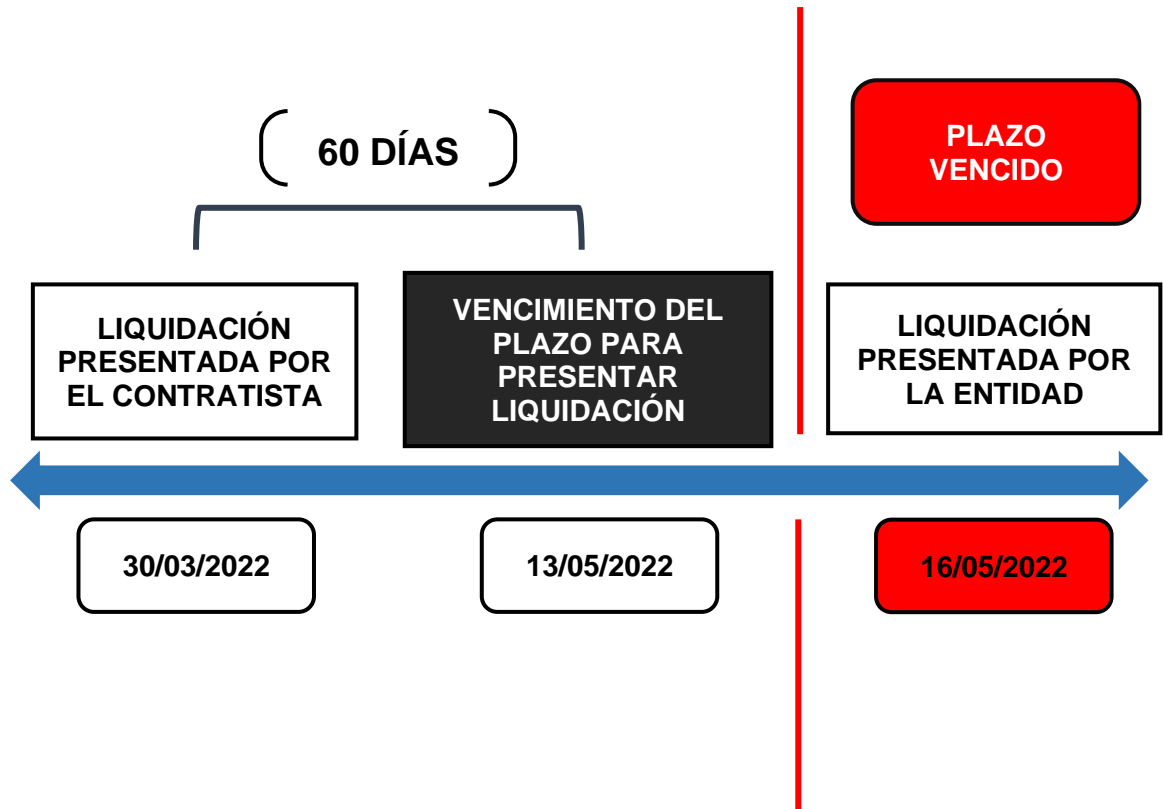 60 DÍAS
PLAZO
VENCIDO
LIQUIDACIÓN
PRESENTADA POR
EL CONTRATISTA
VENCIMIENTO DEL
PLAZO PARA
PRESENTAR
LIQUIDACIÓN
LIQUIDACIÓN
PRESENTADA POR
LA ENTIDAD
30/03/2022
13/05/2022
16/05/2022